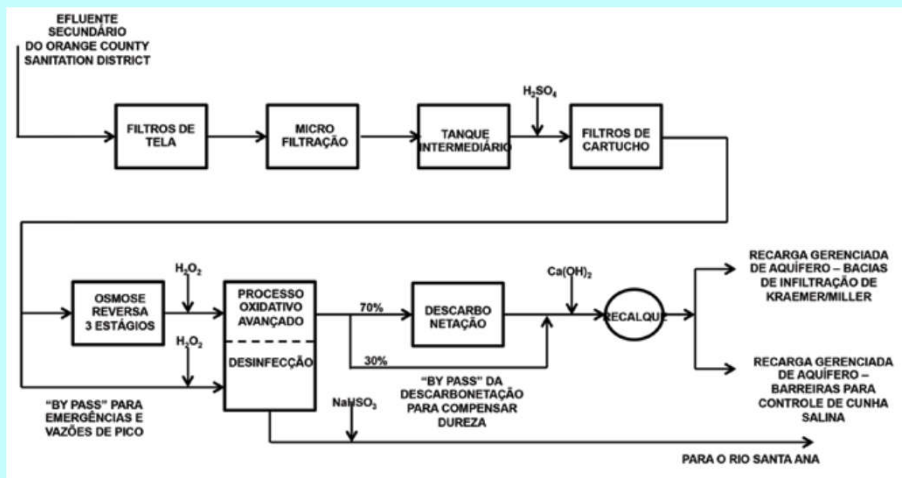 EFLUENTE
SECUNDÁRIO
DO ORANGE COUNTY
SANITATION DISTRICT
FILTROS DE
TELA
MICRO
FILTRAÇÃO
TANQUE
INTERMEDIÁRIO
H₂SO₄
FILTROS DE
CARTUCHO
OSMOSE
REVERSA
3 ESTÁGIOS
H₂O₂
H₂O₂
"BY PASS" PARA
EMERGÊNCIAS E
VAZÕES DE PICO
PROCESSO
OXIDATIVO
AVANÇADO
DESINFECÇÃO
70%
30%
DESCARBO
NETAÇÃO
"BY PASS" DA
DESCARBONETAÇÃO
PARA COMPENSAR
DUREZA
NaHSO₃
Ca(OH)₂
RECALQUE
RECARGA GERENCIADA
DE AQUÍFERO – BACIAS
DE INFILTRAÇÃO DE
KRAEMER/MILLER
RECARGA GERENCIADA
DE AQUÍFERO –
BARREIRAS PARA
CONTROLE DE CUNHA
SALINA
PARA O RIO SANTA ANA